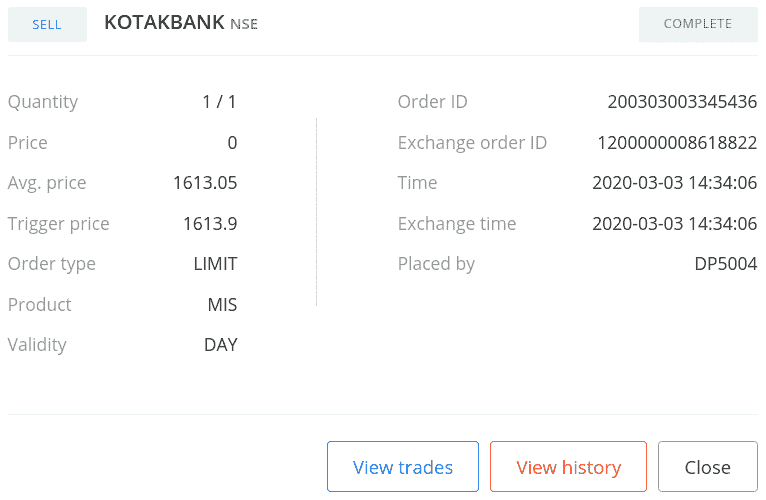 SELL KOTAKBANK NSE COMPLETE
Quantity 1 / 1 Order ID 200303003345436
Price 0 Exchange order ID 1200000008618822
Avg. price 1613.05 Time 2020-03-03 14:34:06
Trigger price 1613.9 Exchange time 2020-03-03 14:34:06
Order type LIMIT Placed by DP5004
Product MIS
Validity DAY
View trades View history Close